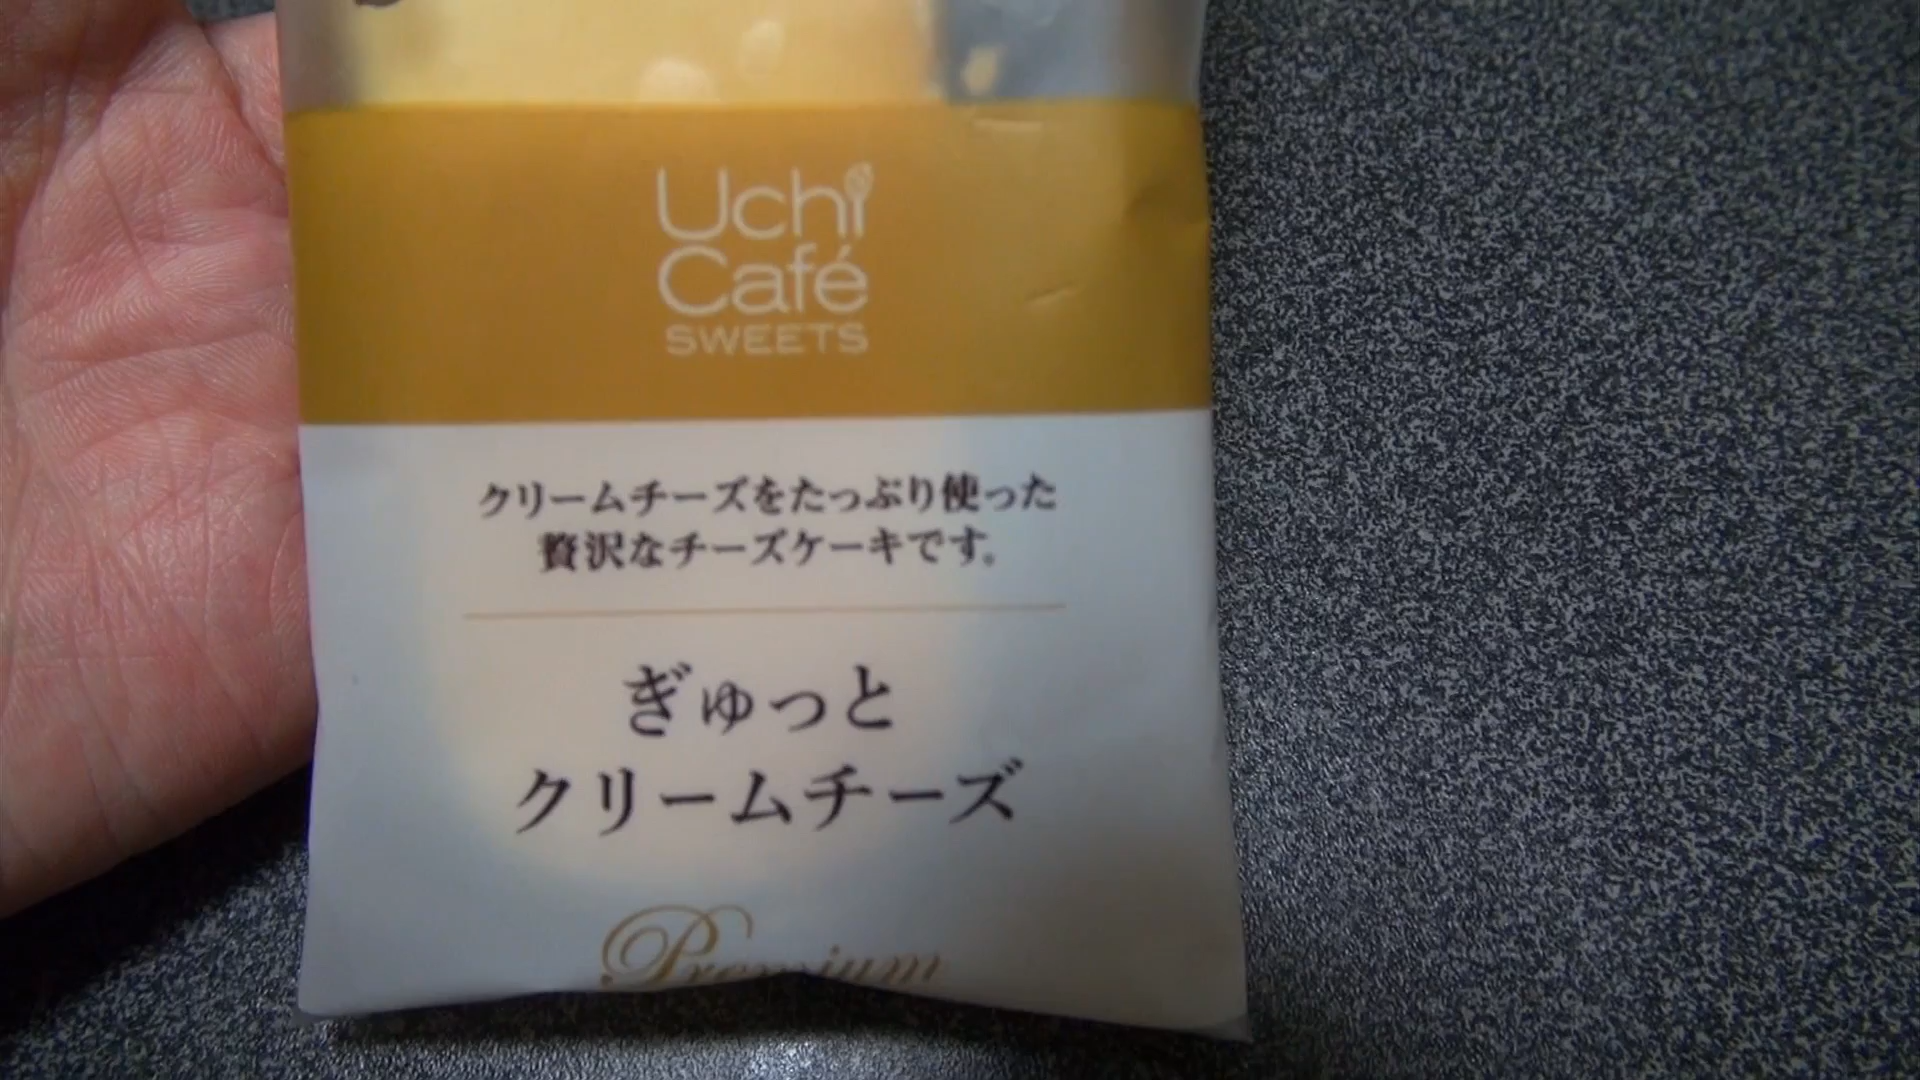 Uchi
Café
SWEETS
クリームチーズをたっぷり使った
贅沢なチーズケーキです。
ぎゅっと
クリームチーズ
Premium